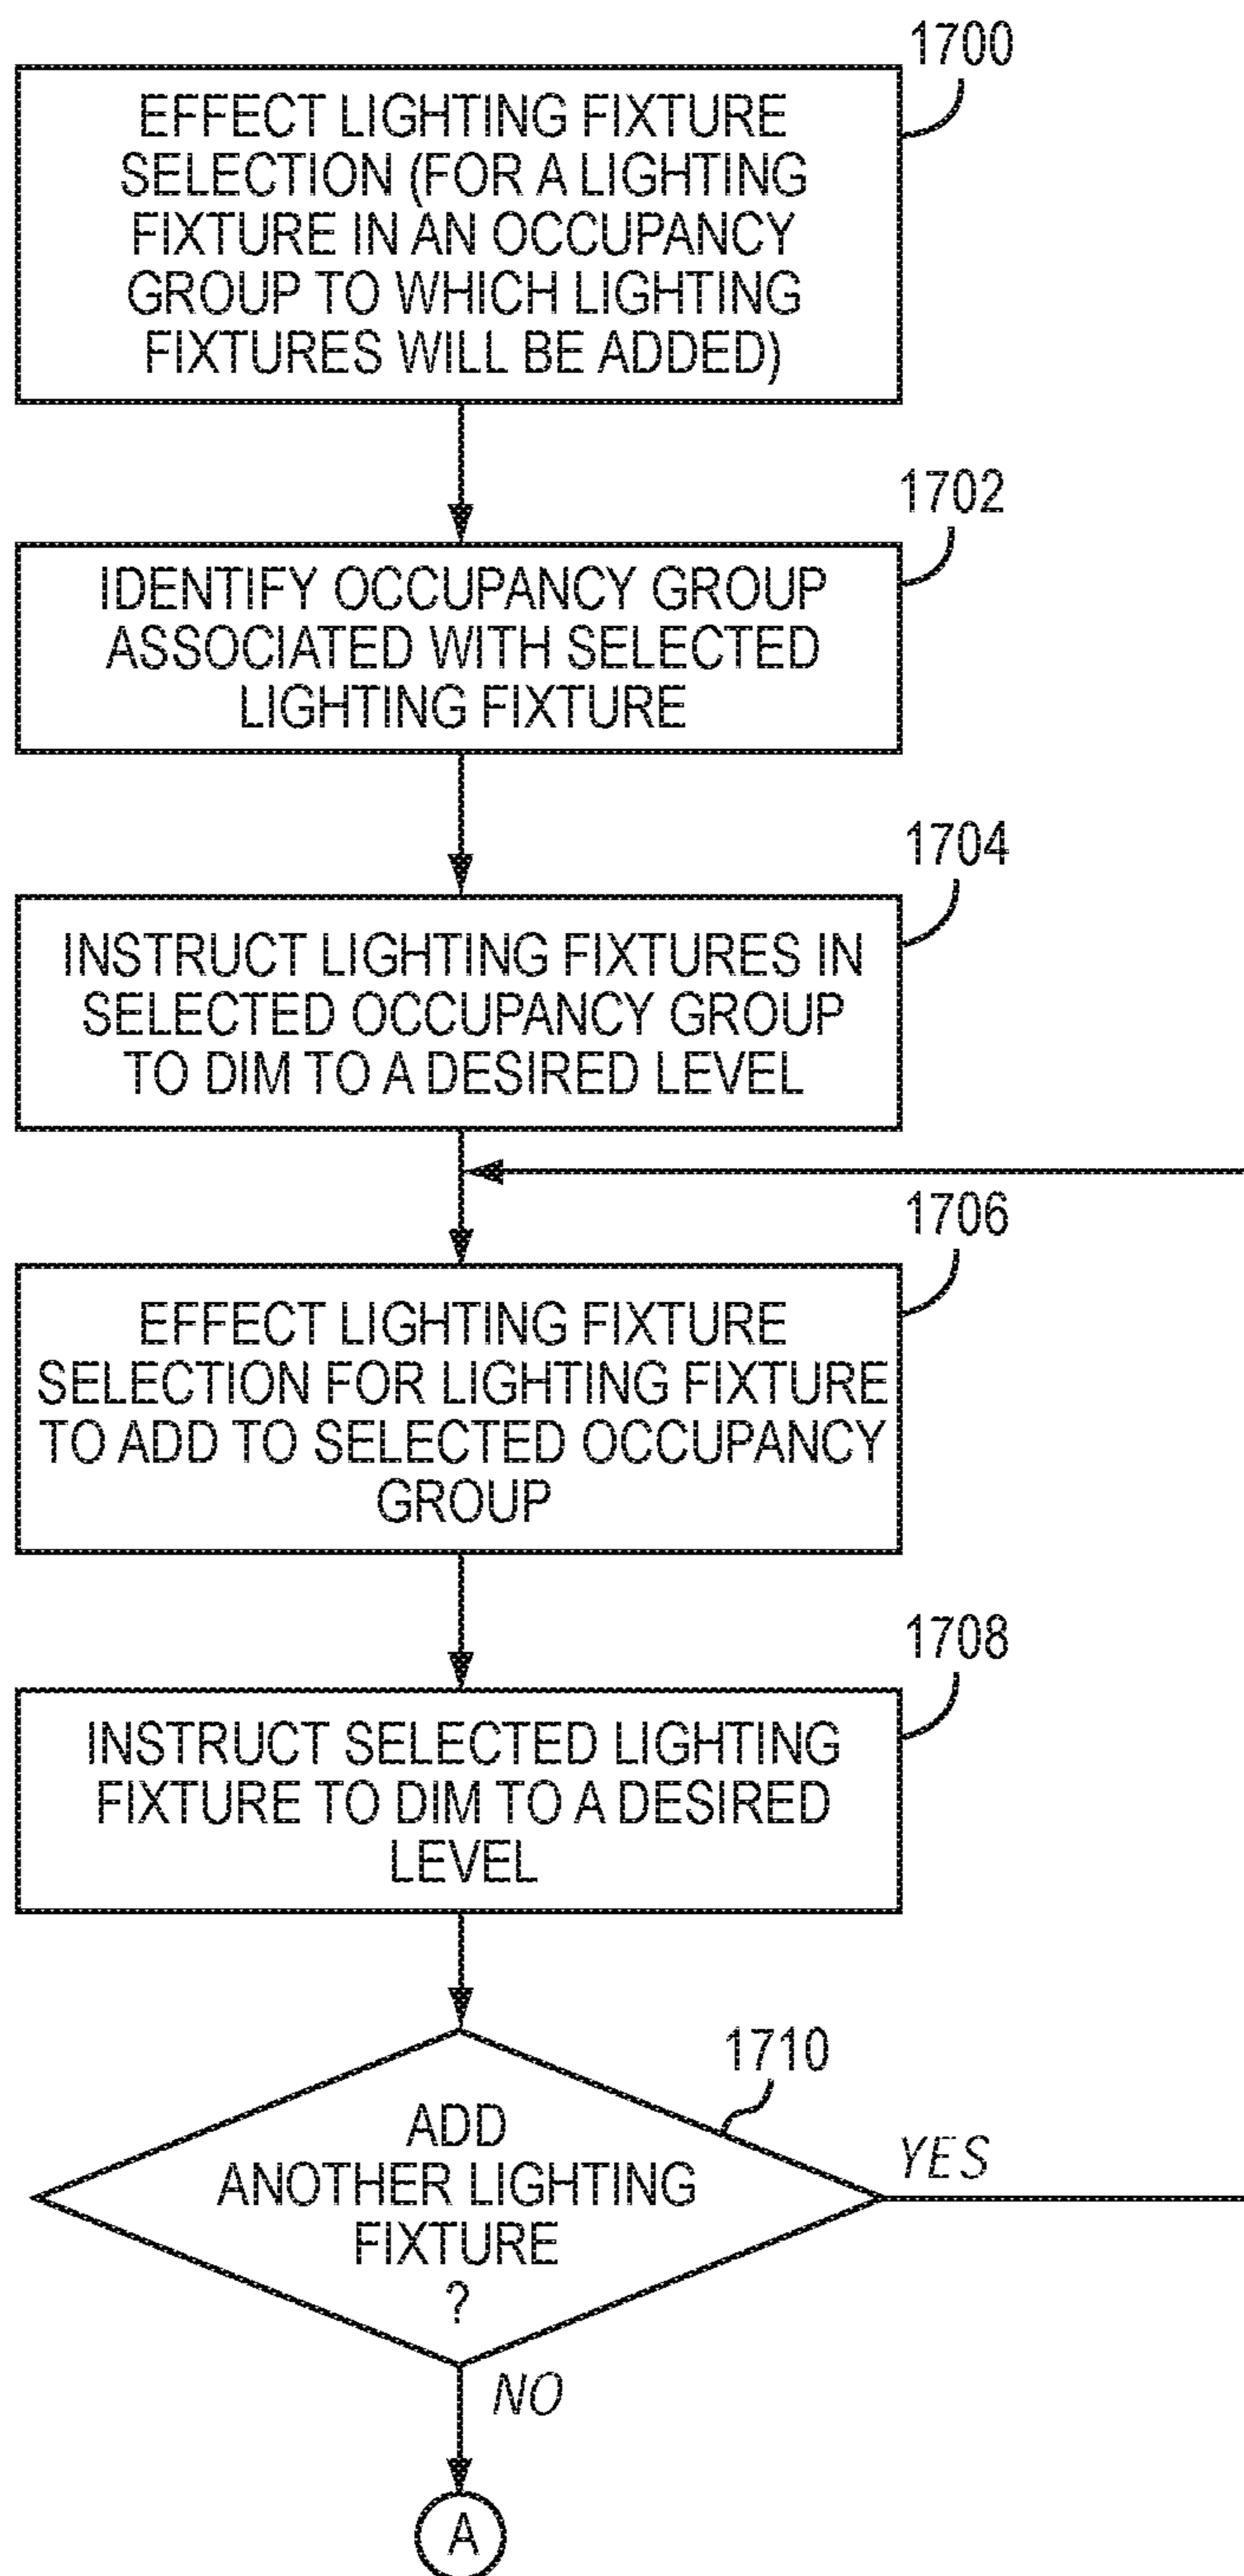 1700
EFFECT LIGHTING FIXTURE
SELECTION (FOR A LIGHTING
FIXTURE IN AN OCCUPANCY
GROUP TO WHICH LIGHTING
FIXTURES WILL BE ADDED)
1702
IDENTIFY OCCUPANCY GROUP
ASSOCIATED WITH SELECTED
LIGHTING FIXTURE
1704
INSTRUCT LIGHTING FIXTURES IN
SELECTED OCCUPANCY GROUP
TO DIM TO A DESIRED LEVEL
1706
EFFECT LIGHTING FIXTURE
SELECTION FOR LIGHTING FIXTURE
TO ADD TO SELECTED OCCUPANCY
GROUP
1708
INSTRUCT SELECTED LIGHTING
FIXTURE TO DIM TO A DESIRED
LEVEL
1710
ADD
ANOTHER LIGHTING
FIXTURE
?
YES
NO
A